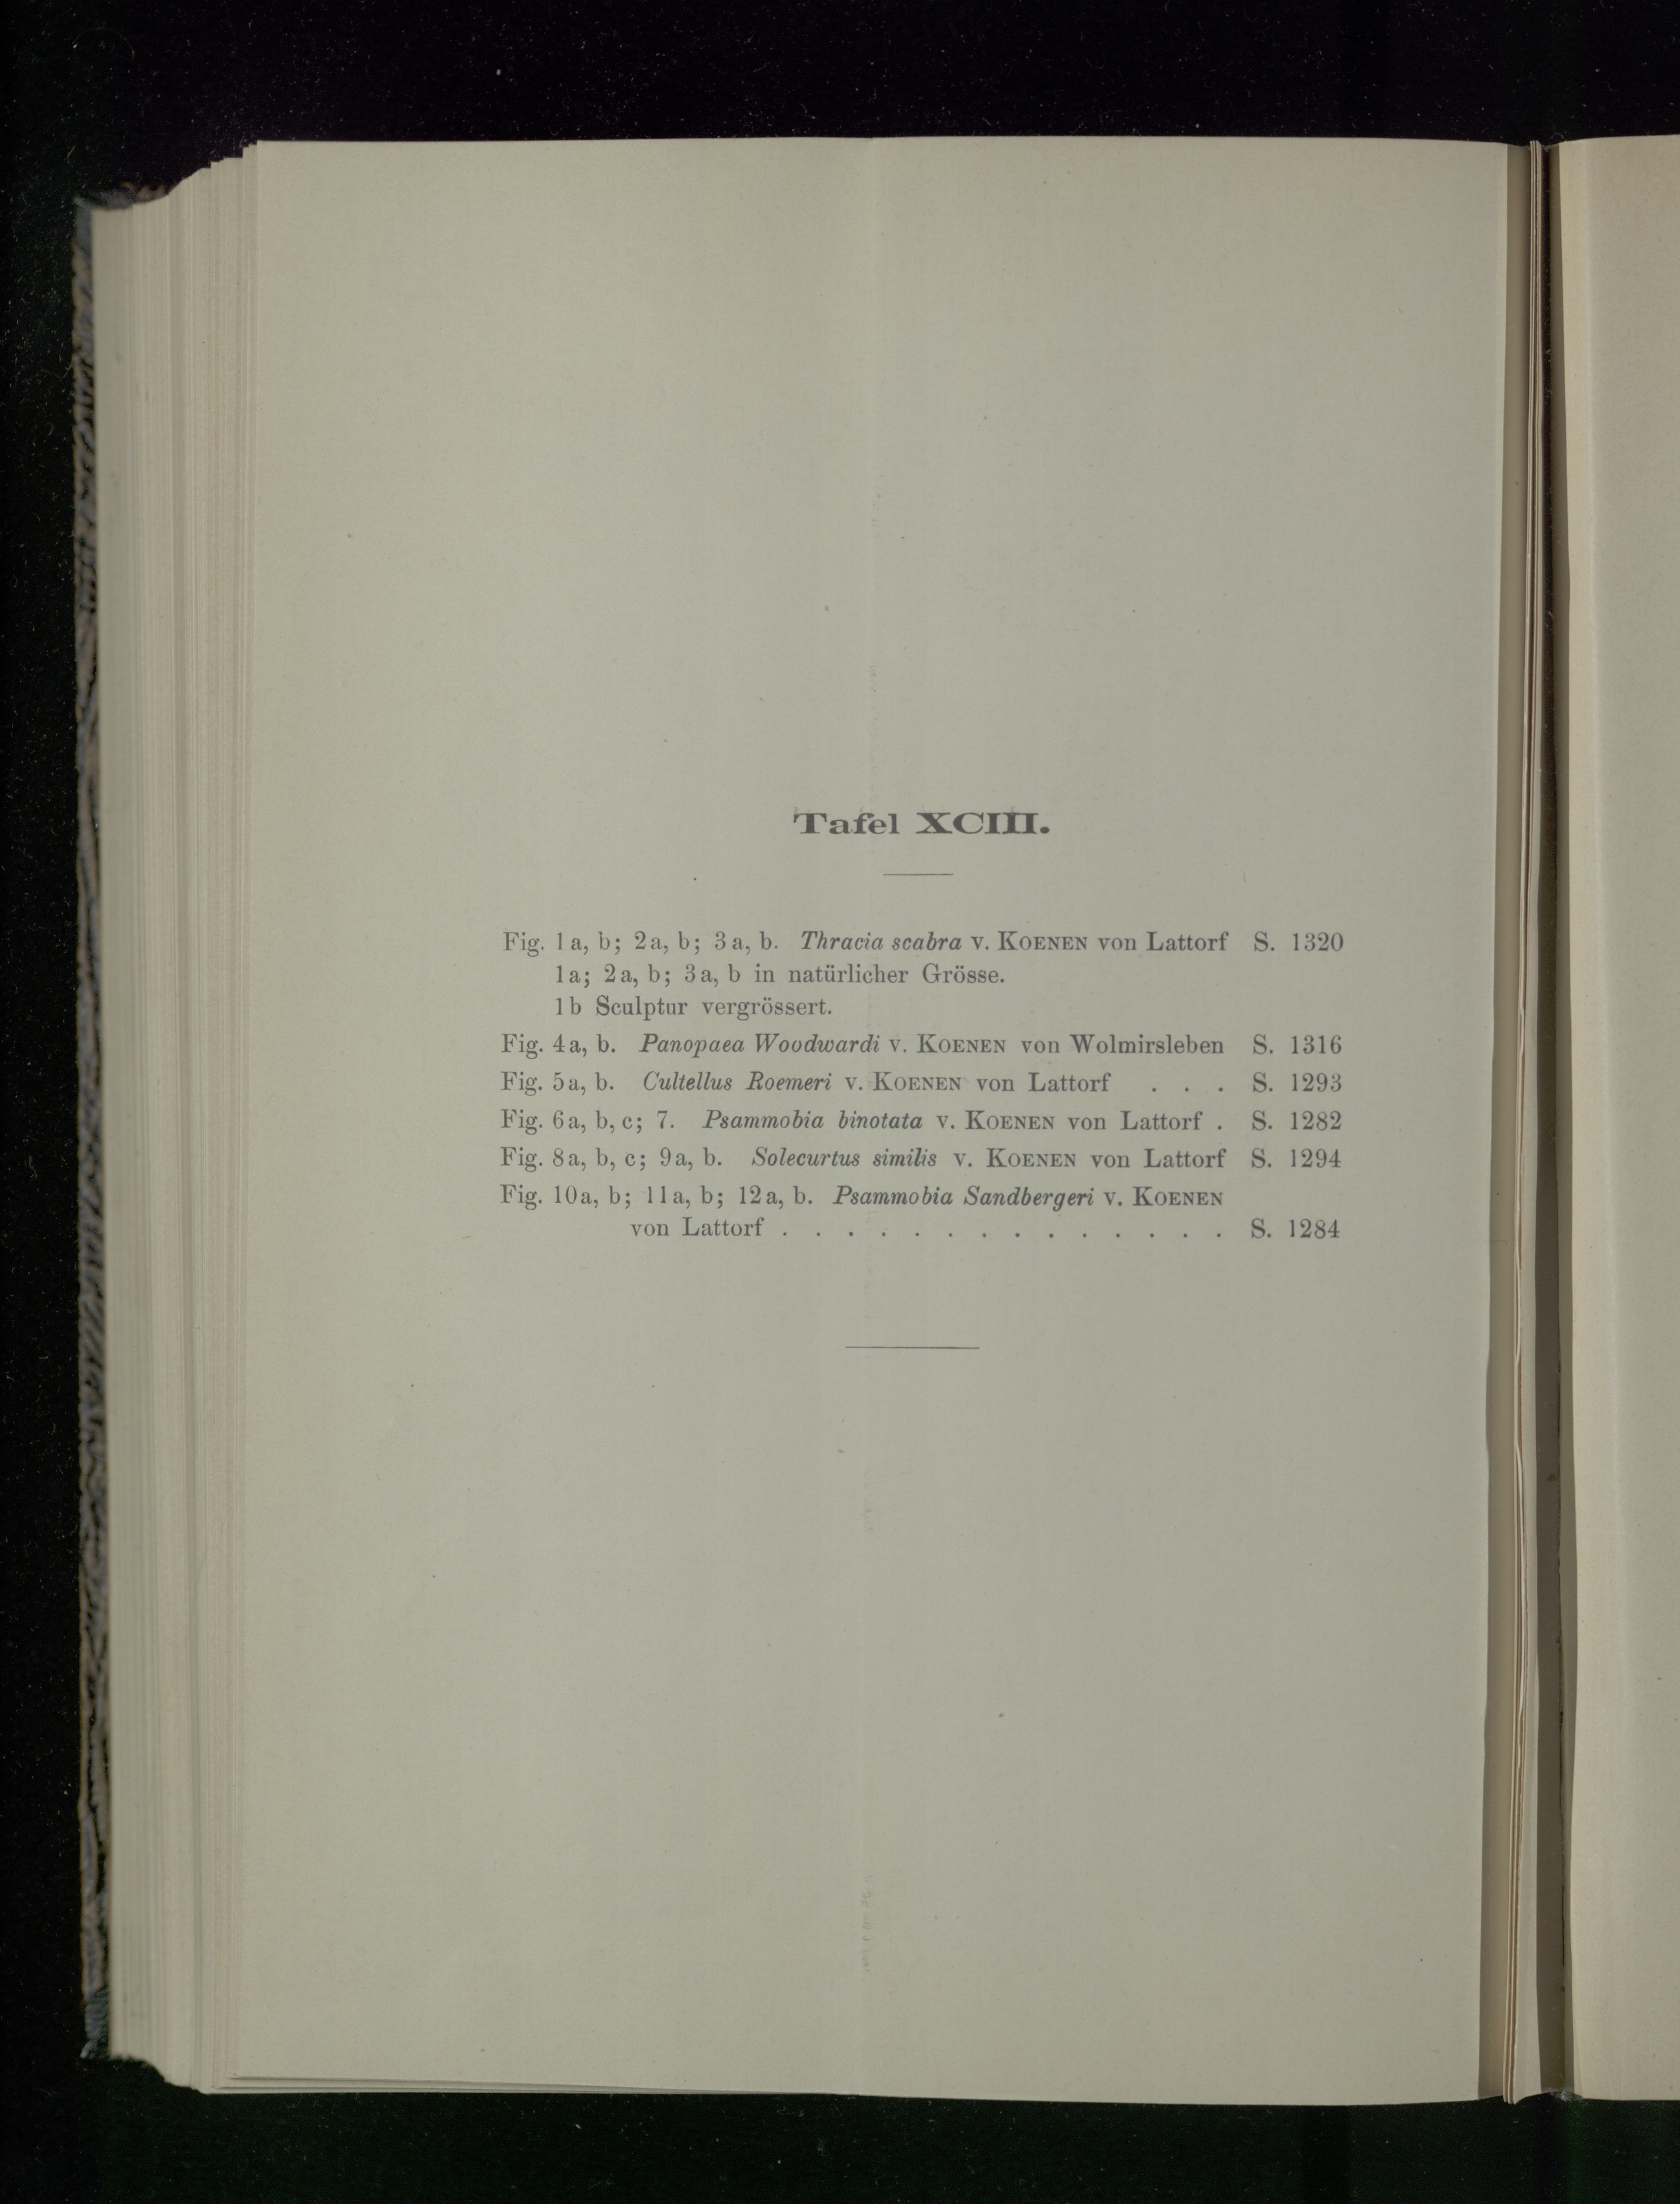 Tafel XCIII.
Fig. 1 a, b; 2 a, b; 3 a, b. Thracia scabra v. KOENEN von Lattorf S. 1320
1 a; 2 a, b; 3 a, b in natürlicher Grösse.
1 b Sculptur vergrössert.
Fig. 4 a, b. Panopaea Woodwardi v. KOENEN von Wolmirsleben S. 1316
Fig. 5 a, b. Cultellus Roemeri v. KOENEN von Lattorf . . . S. 1293
Fig. 6 a, b, c; 7. Psammobia binotata v. KOENEN von Lattorf . S. 1282
Fig. 8 a, b, c; 9 a, b. Solecurtus similis v. KOENEN von Lattorf S. 1294
Fig. 10 a, b; 11 a, b; 12 a, b. Psammobia Sandbergeri v. KOENEN
von Lattorf . . . . . . . . . . . . . . S. 1284